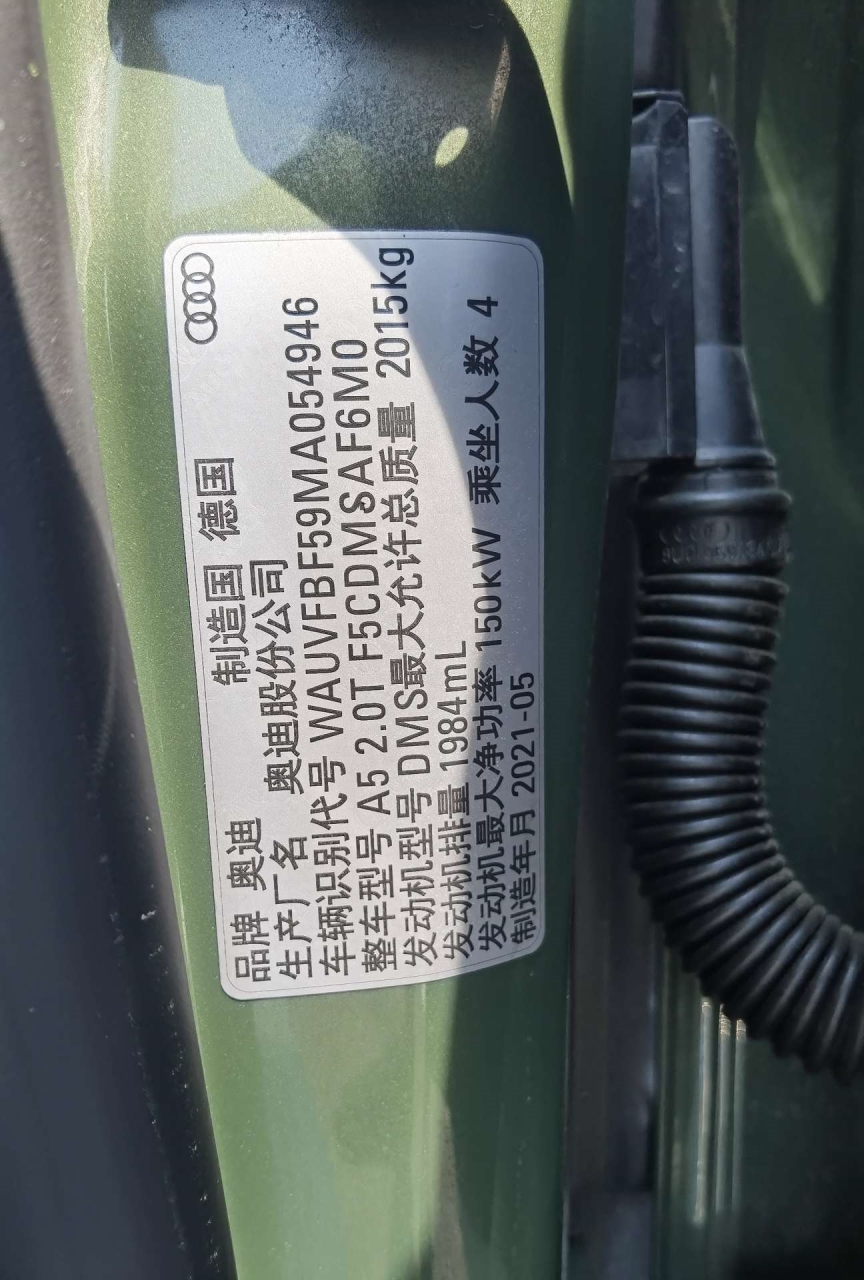 品牌 奥迪 制造国 德国
生产厂名 奥迪股份公司
车辆识别代号 WAUVFBF59MA054946
整车型号 A5 2.0T F5CDMSAF6M0
发动机型号 DMS最大允许总质量 2015kg
发动机排量 1984mL
发动机最大净功率 150kW 乘坐人数 4
制造年月 2021-05